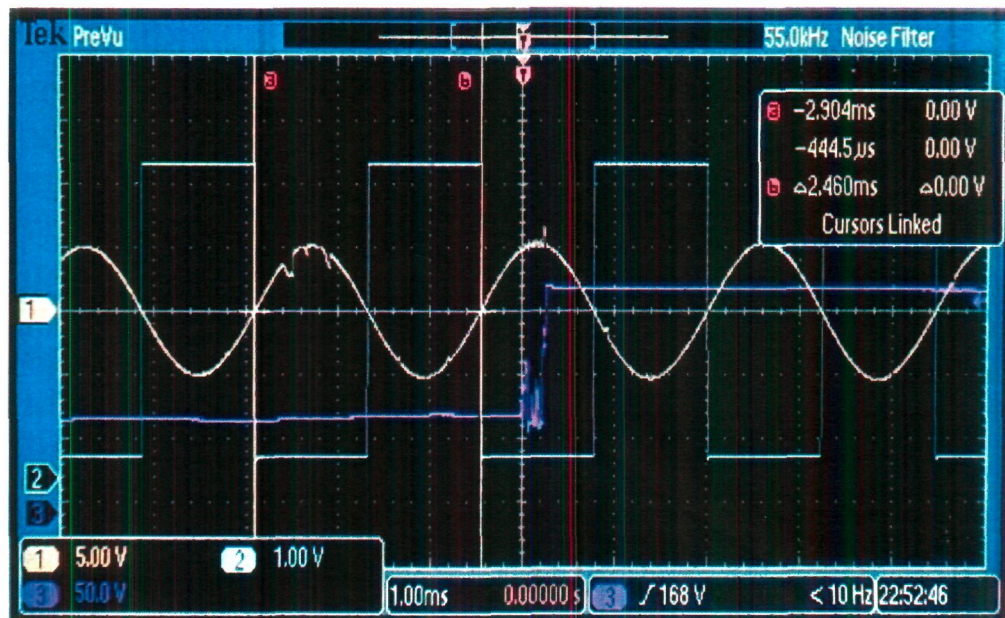 Tek PreVu 55.0kHz Noise Filter
T
T
a b
a −2.904ms 0.00 V
−444.5µs 0.00 V
b △2.460ms △0.00 V
Cursors Linked
1
2
3
1 5.00 V 2 1.00 V
3 50.0 V
1.00ms 0.00000 s
3 168 V
< 10 Hz
22:52:46